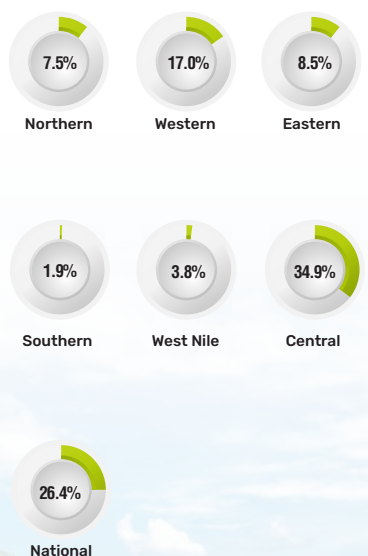 7.5% 17.0% 8.5%
Northern Western Eastern
1.9% 3.8% 34.9%
Southern West Nile Central
26.4%
National